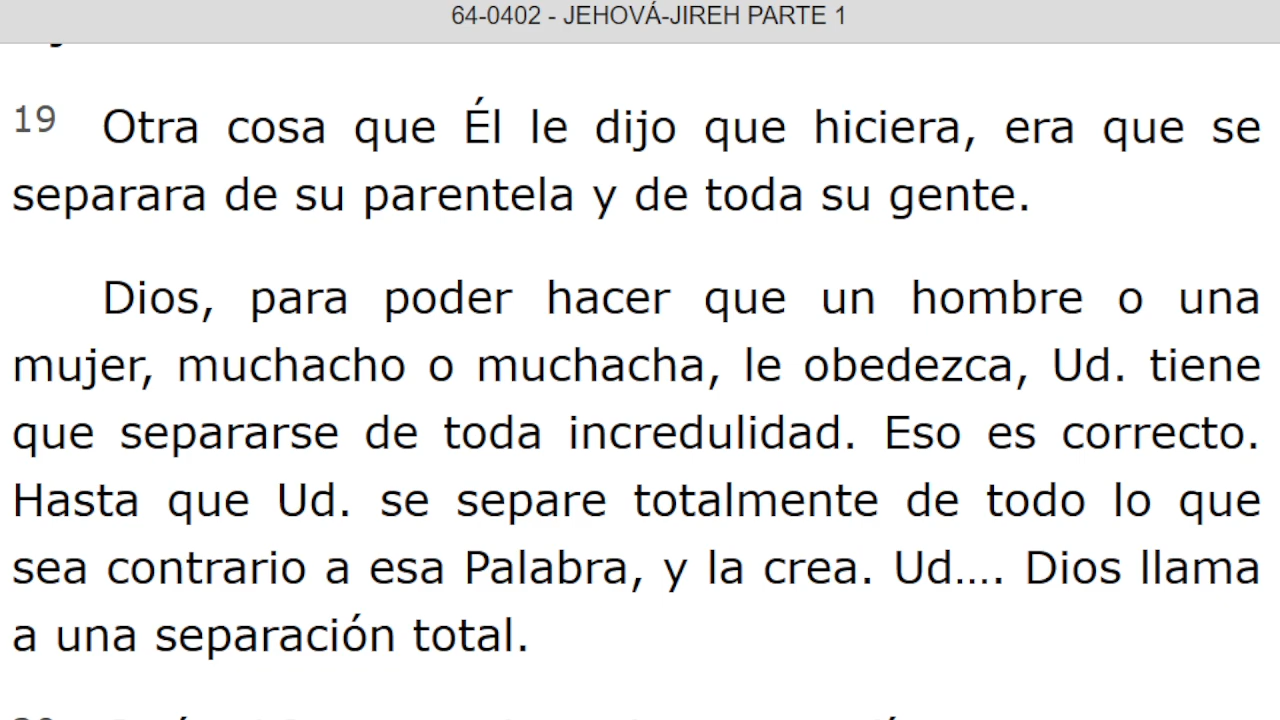 64-0402 - JEHOVÁ-JIREH PARTE 1
19 Otra cosa que Él le dijo que hiciera, era que se
separara de su parentela y de toda su gente.
Dios, para poder hacer que un hombre o una
mujer, muchacho o muchacha, le obedezca, Ud. tiene
que separarse de toda incredulidad. Eso es correcto.
Hasta que Ud. se separe totalmente de todo lo que
sea contrario a esa Palabra, y la crea. Ud.... Dios llama
a una separación total.